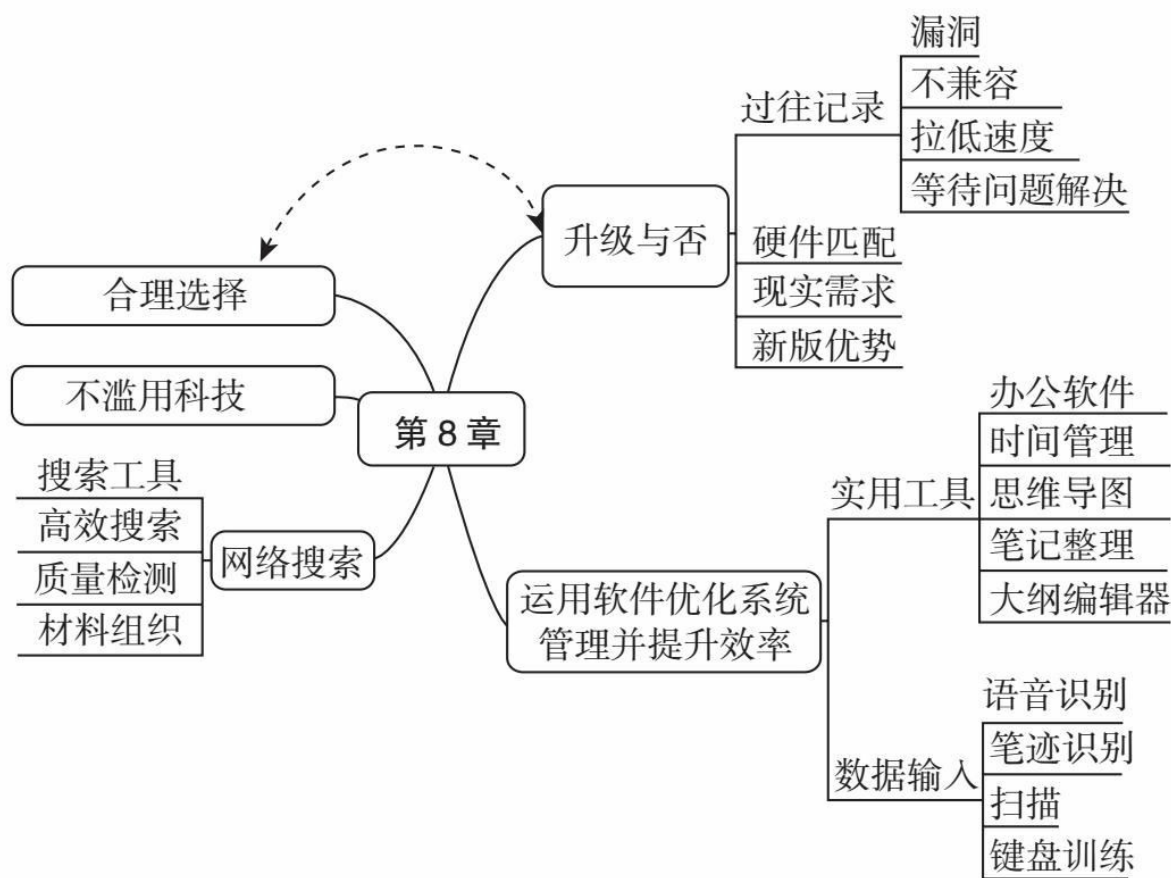 漏洞
不兼容
过往记录
拉低速度
等待问题解决
升级与否
硬件匹配
现实需求
新版优势
合理选择
不滥用科技
第8章
搜索工具
高效搜索
质量检测
材料组织
网络搜索
运用软件优化系统
管理并提升效率
实用工具
办公软件
时间管理
思维导图
笔记整理
大纲编辑器
数据输入
语音识别
笔迹识别
扫描
键盘训练